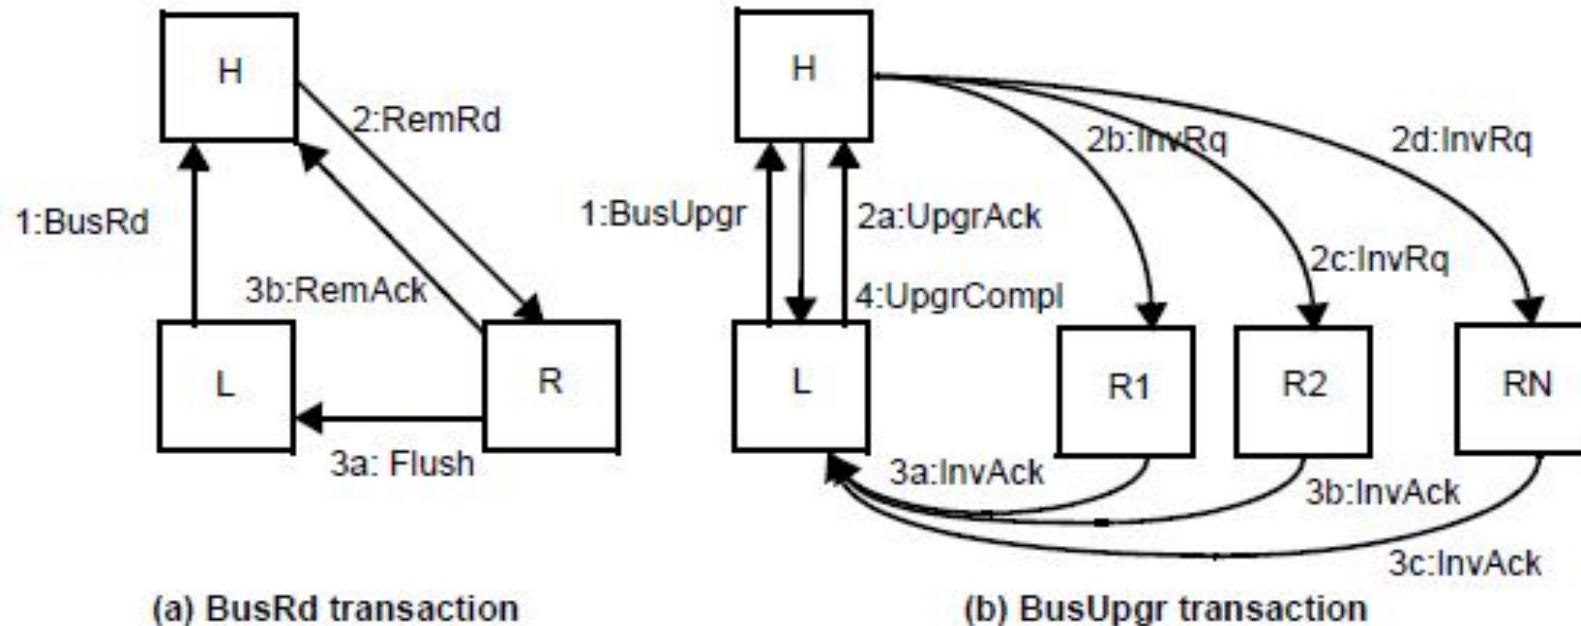 H
2:RemRd
1:BusRd
3b:RemAck
L
R
3a: Flush
(a) BusRd transaction
H
2b:InvRq
2d:InvRq
1:BusUpgr
2a:UpgrAck
2c:InvRq
4:UpgrCompl
L
R1
R2
RN
3a:InvAck
3b:InvAck
3c:InvAck
(b) BusUpgr transaction